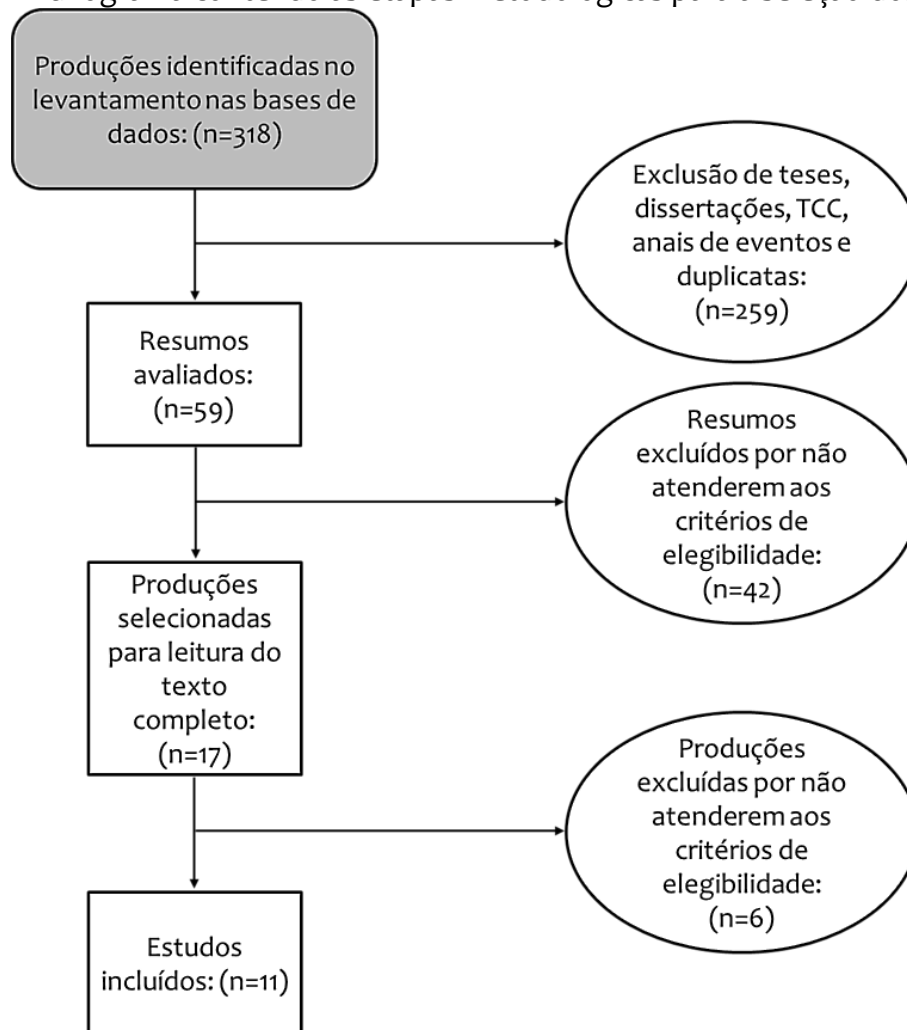 Produções identificadas no
levantamento nas bases de
dados: (n=318)
Exclusão de teses,
dissertações, TCC,
anais de eventos e
duplicatas:
(n=259)
Resumos
avaliados:
(n=59)
Resumos
excluídos por não
atenderem aos
critérios de
elegibilidade:
(n=42)
Produções
selecionadas
para leitura do
texto
completo:
(n=17)
Produções
excluídas por não
atenderem aos
critérios de
elegibilidade:
(n=6)
Estudos
incluídos: (n=11)